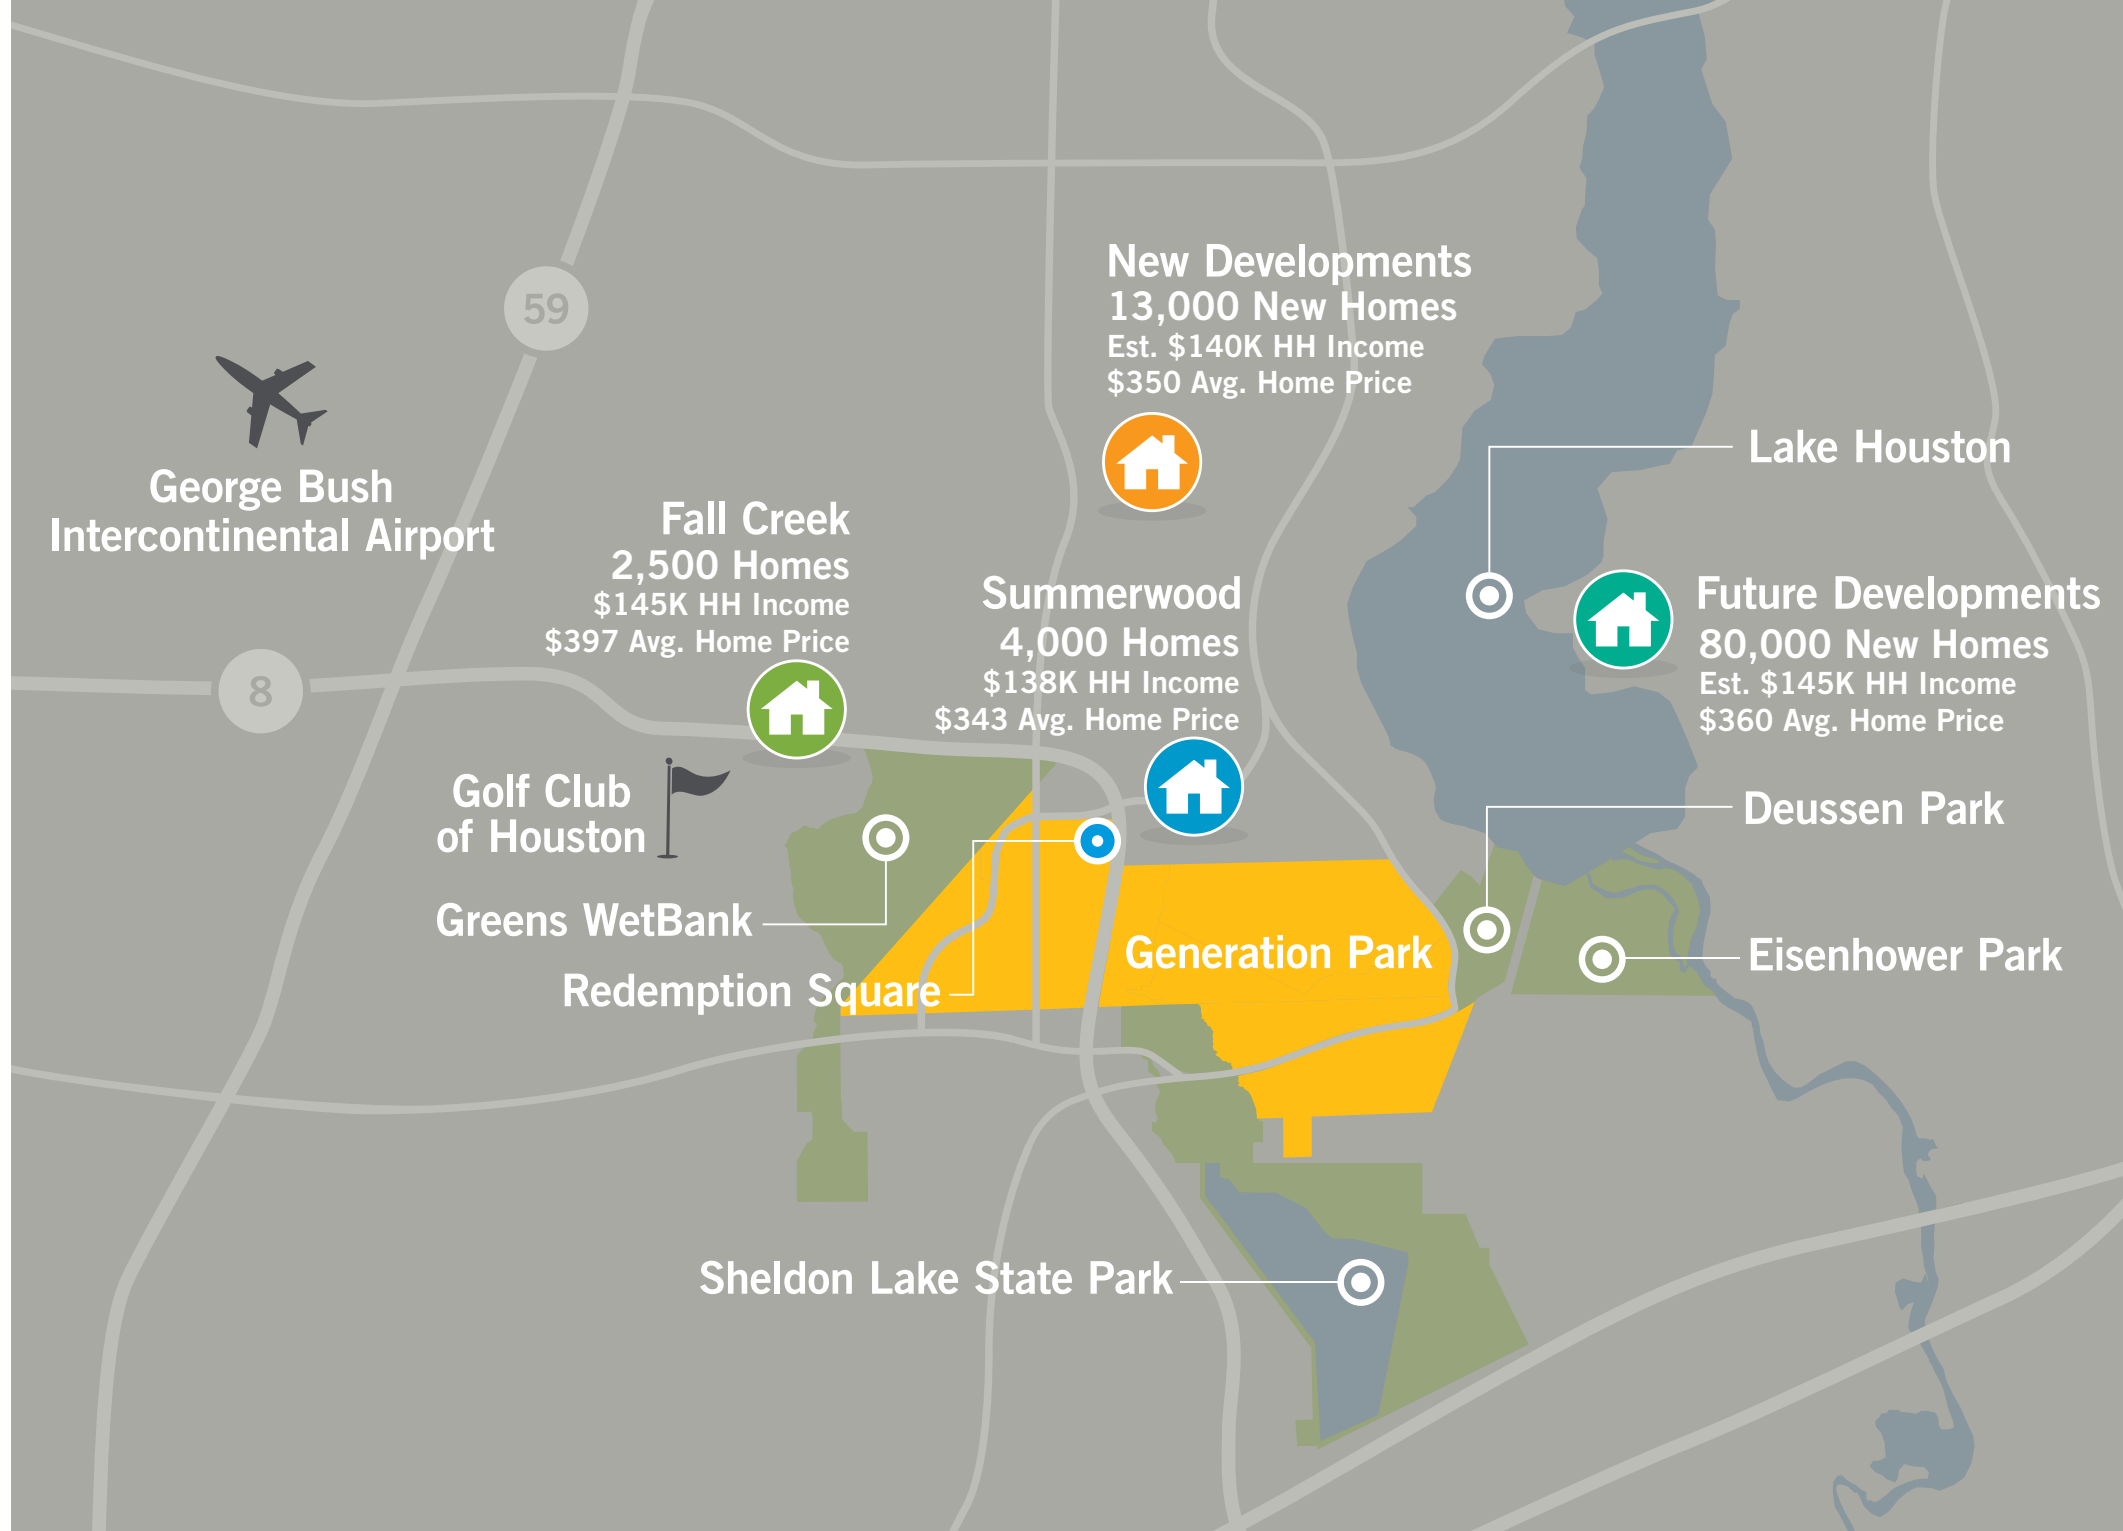 New Developments
13,000 New Homes
Est. $140K HH Income
$350 Avg. Home Price
59
George Bush
Intercontinental Airport
Lake Houston
Fall Creek
2,500 Homes
$145K HH Income
$397 Avg. Home Price
Summerwood
4,000 Homes
$138K HH Income
$343 Avg. Home Price
Future Developments
80,000 New Homes
Est. $145K HH Income
$360 Avg. Home Price
8
Golf Club
of Houston
Deussen Park
Greens WetBank
Generation Park
Eisenhower Park
Redemption Square
Sheldon Lake State Park